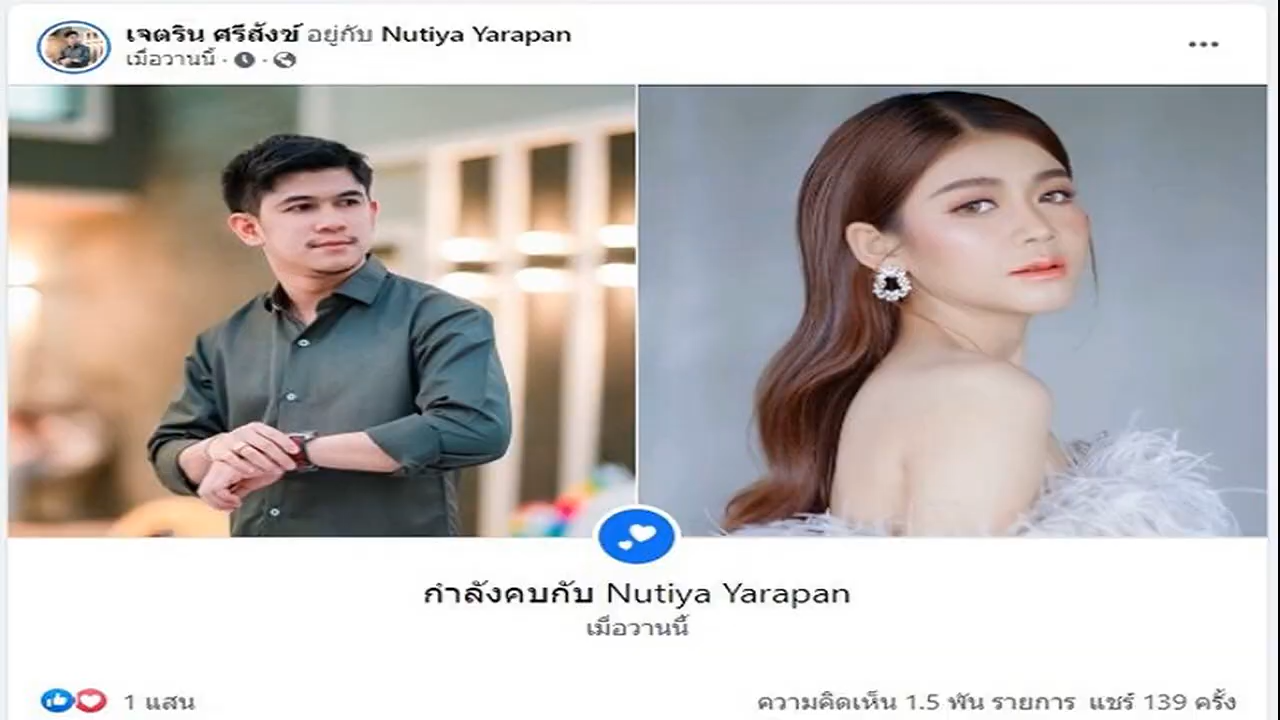 เจตริน ศรีสังข์ อยู่กับ Nutiya Yarapan
เมื่อวานนี้ · ·
กำลังคบกับ Nutiya Yarapan
เมื่อวานนี้
1 แสน
ความคิดเห็น 1.5 พัน รายการ แชร์ 139 ครั้ง